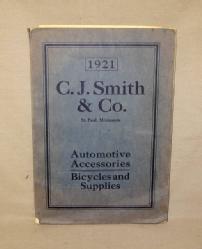 1921
C. J. Smith
& Co.
St. Paul, Minnesota
Automotive
Accessories
Bicycles and
Supplies